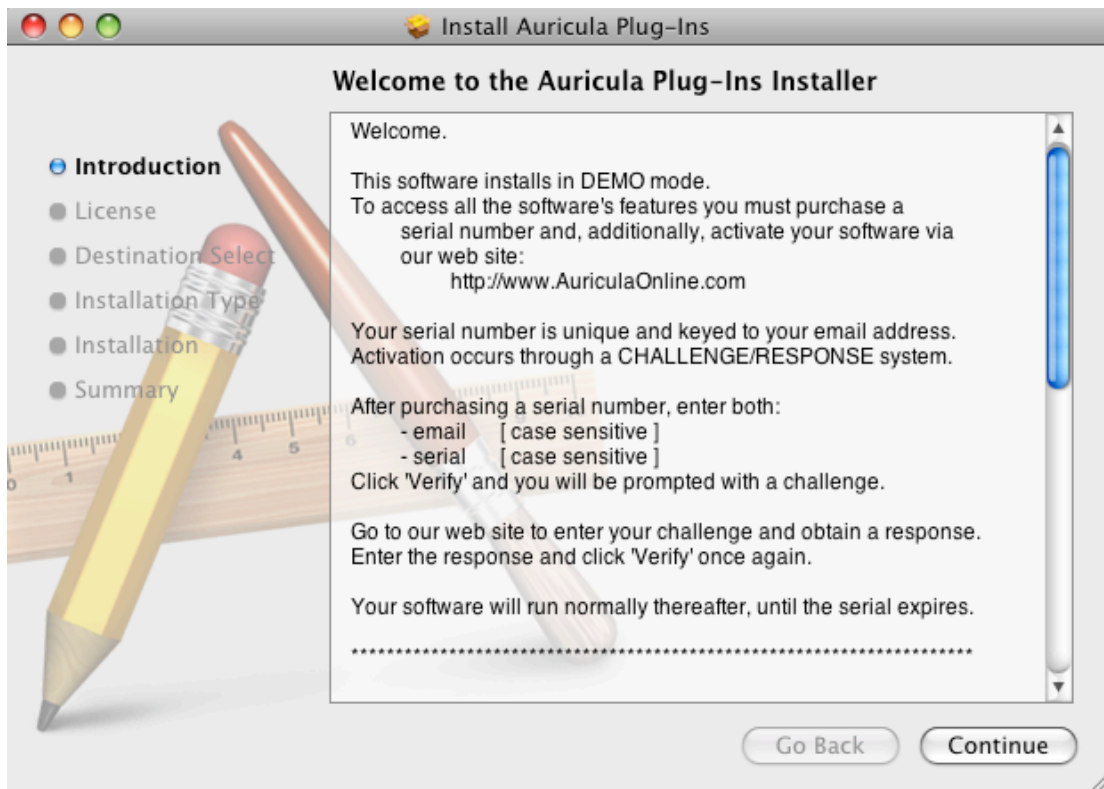 Install Auricula Plug-Ins
Welcome to the Auricula Plug-Ins Installer
Introduction
License
Destination Select
Installation Type
Installation
Summary
Welcome.
This software installs in DEMO mode.
To access all the software's features you must purchase a
serial number and, additionally, activate your software via
our web site:
http://www.AuriculaOnline.com
Your serial number is unique and keyed to your email address.
Activation occurs through a CHALLENGE/RESPONSE system.
After purchasing a serial number, enter both:
- email [ case sensitive ]
- serial [ case sensitive ]
Click 'Verify' and you will be prompted with a challenge.
Go to our web site to enter your challenge and obtain a response.
Enter the response and click 'Verify' once again.
Your software will run normally thereafter, until the serial expires.
**********************************************************************
0 1 4 5 6
Go Back
Continue